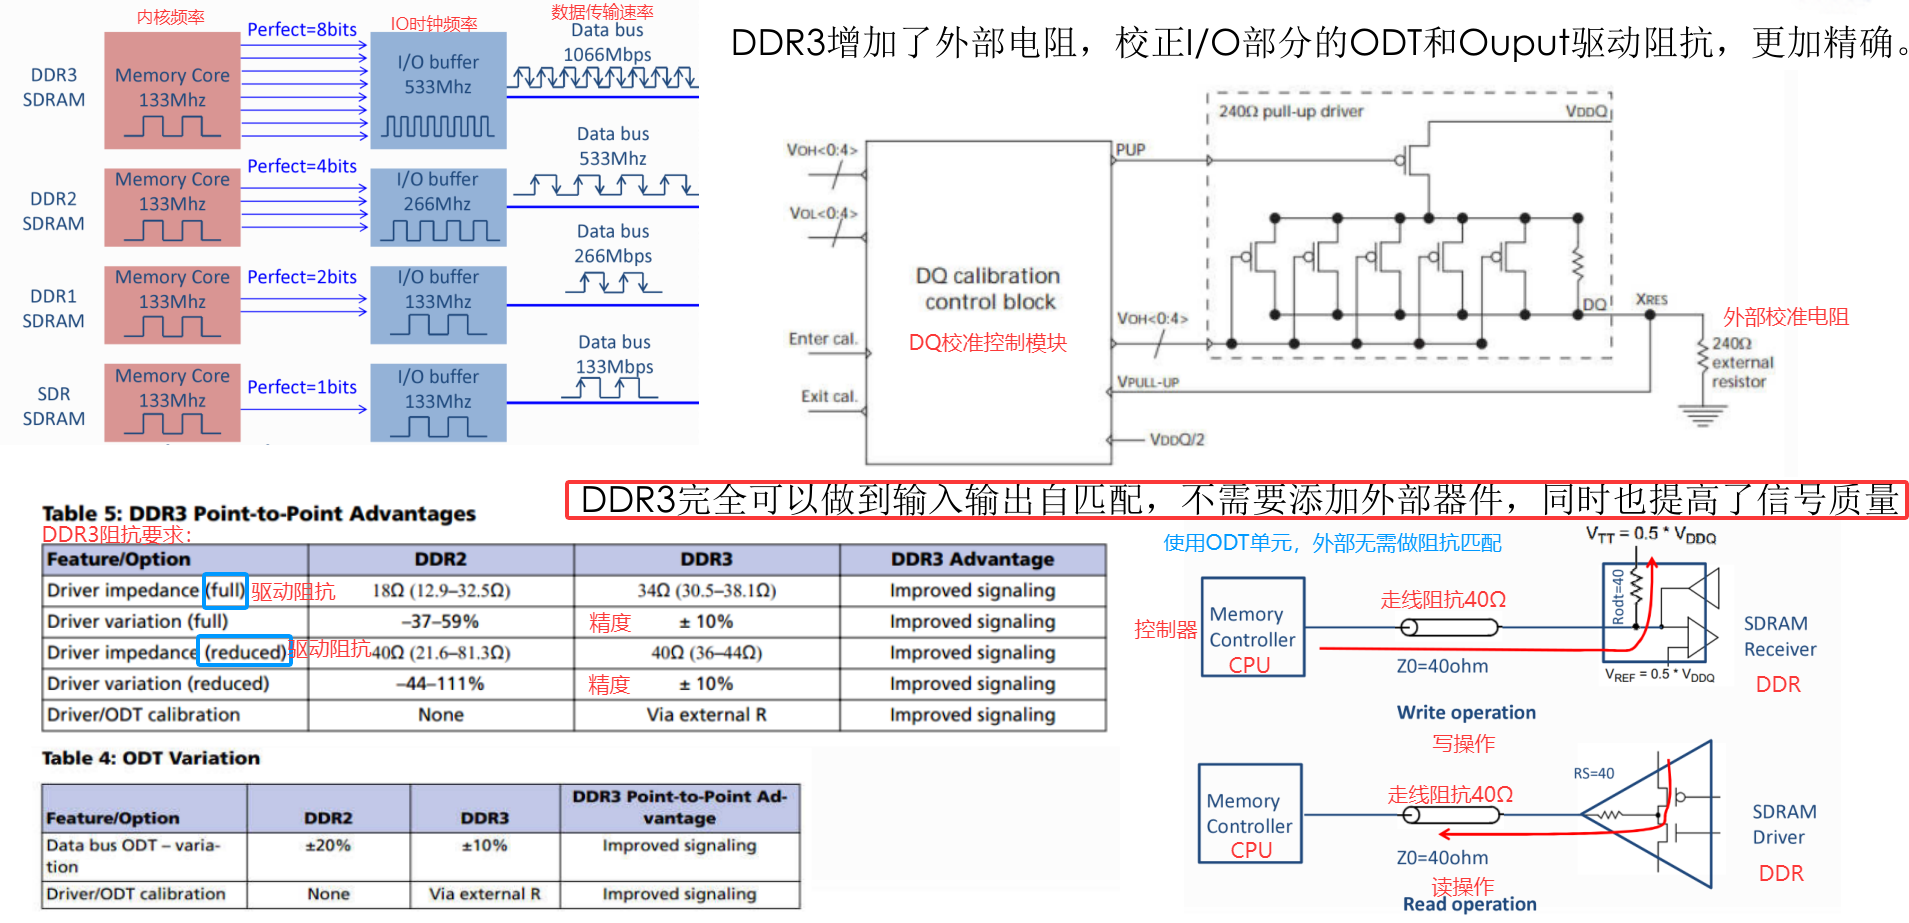 内核频率
IO时钟频率
数据传输速率
DDR3
SDRAM
Memory Core
133Mhz
Perfect=8bits
I/O buffer
533Mhz
Data bus
1066Mbps
DDR2
SDRAM
Memory Core
133Mhz
Perfect=4bits
I/O buffer
266Mhz
Data bus
533Mhz
DDR1
SDRAM
Memory Core
133Mhz
Perfect=2bits
I/O buffer
133Mhz
Data bus
266Mbps
SDR
SDRAM
Memory Core
133Mhz
Perfect=1bits
I/O buffer
133Mhz
Data bus
133Mbps
DDR3增加了外部电阻，校正I/O部分的ODT和Ouput驱动阻抗，更加精确。
240Ω pull-up driver
VDDQ
VOH<0:4>
PUP
VOL<0:4>
DQ calibration
control block
DQ校准控制模块
DQ
XRES
VOH<0:4>
外部校准电阻
240Ω
external
resistor
Enter cal.
VPULL-UP
Exit cal.
VDDQ/2
DDR3完全可以做到输入输出自匹配，不需要添加外部器件，同时也提高了信号质量
Table 5: DDR3 Point-to-Point Advantages
DDR3阻抗要求：
Feature/Option DDR2 DDR3 DDR3 Advantage
Driver impedance (full) 驱动阻抗 18Ω (12.9–32.5Ω) 34Ω (30.5–38.1Ω) Improved signaling
Driver variation (full) –37–59% 精度 ± 10% Improved signaling
Driver impedance (reduced) 驱动阻抗 40Ω (21.6–81.3Ω) 40Ω (36–44Ω) Improved signaling
Driver variation (reduced) –44–111% 精度 ± 10% Improved signaling
Driver/ODT calibration None Via external R Improved signaling
Table 4: ODT Variation
Feature/Option DDR2 DDR3 DDR3 Point-to-Point Ad-
vantage
Data bus ODT – varia-
tion ±20% ±10% Improved signaling
Driver/ODT calibration None Via external R Improved signaling
使用ODT单元，外部无需做阻抗匹配
VTT = 0.5 * VDDQ
控制器
Memory
Controller
CPU
走线阻抗40Ω
Z0=40ohm
Rodt=40
SDRAM
Receiver
VREF = 0.5 * VDDQ
DDR
Write operation
写操作
Memory
Controller
CPU
走线阻抗40Ω
Z0=40ohm
RS=40
SDRAM
Driver
DDR
读操作
Read operation